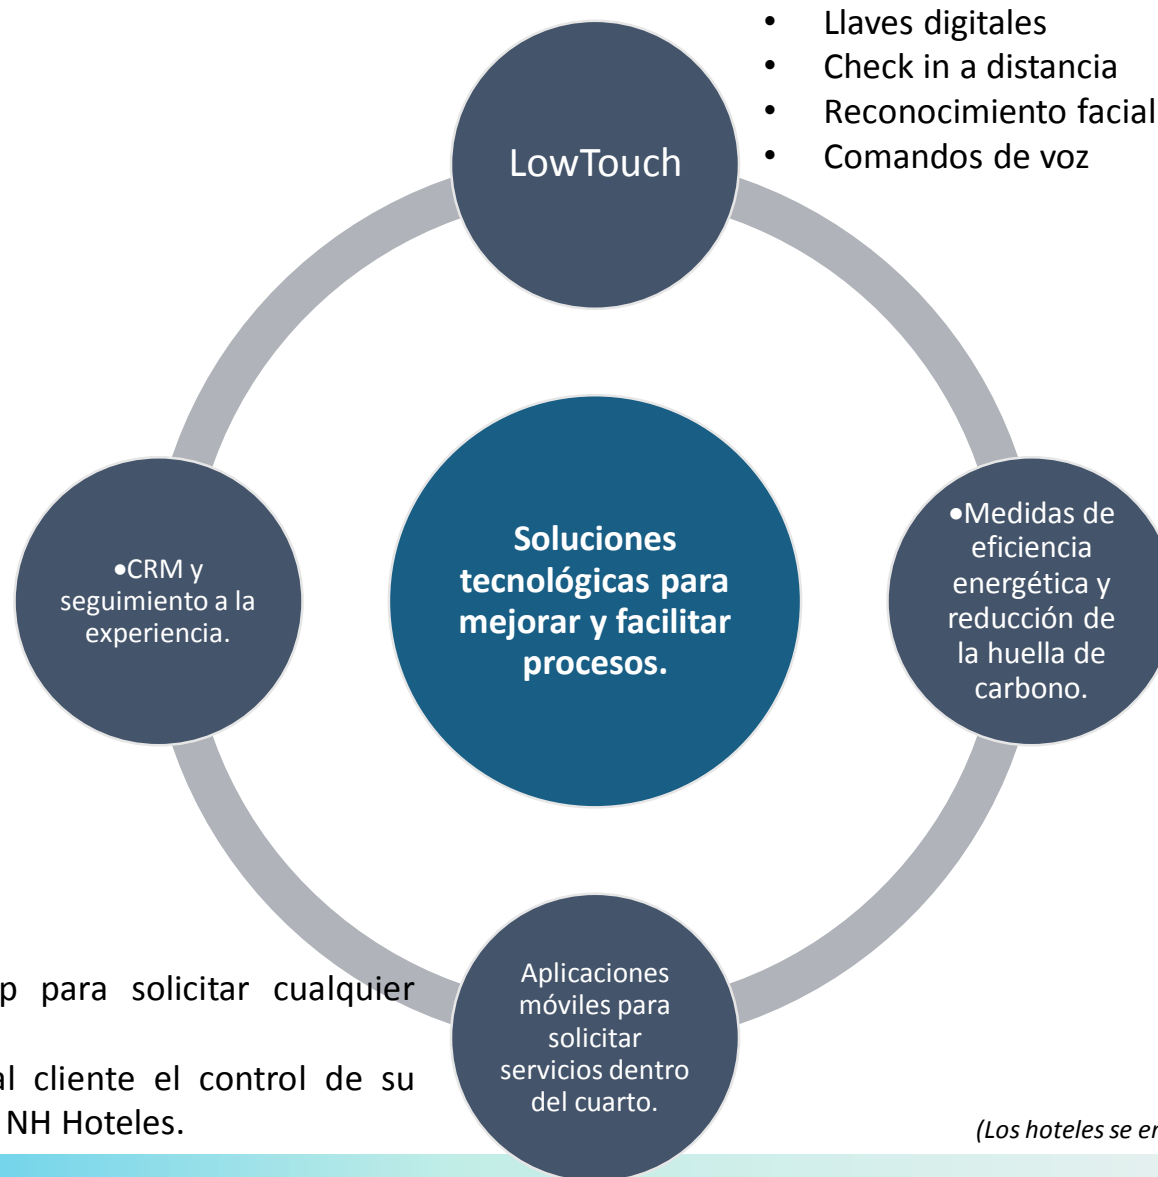 • Llaves digitales
• Check in a distancia
• Reconocimiento facial
• Comandos de voz
LowTouch
•Medidas de
eficiencia
energética y
reducción de
la huella de
carbono.
Soluciones
tecnológicas para
mejorar y facilitar
procesos.
•CRM y
seguimiento a la
experiencia.
Aplicaciones
móviles para
solicitar
servicios dentro
del cuarto.
p para solicitar cualquier
al cliente el control de su
NH Hoteles.
(Los hoteles se